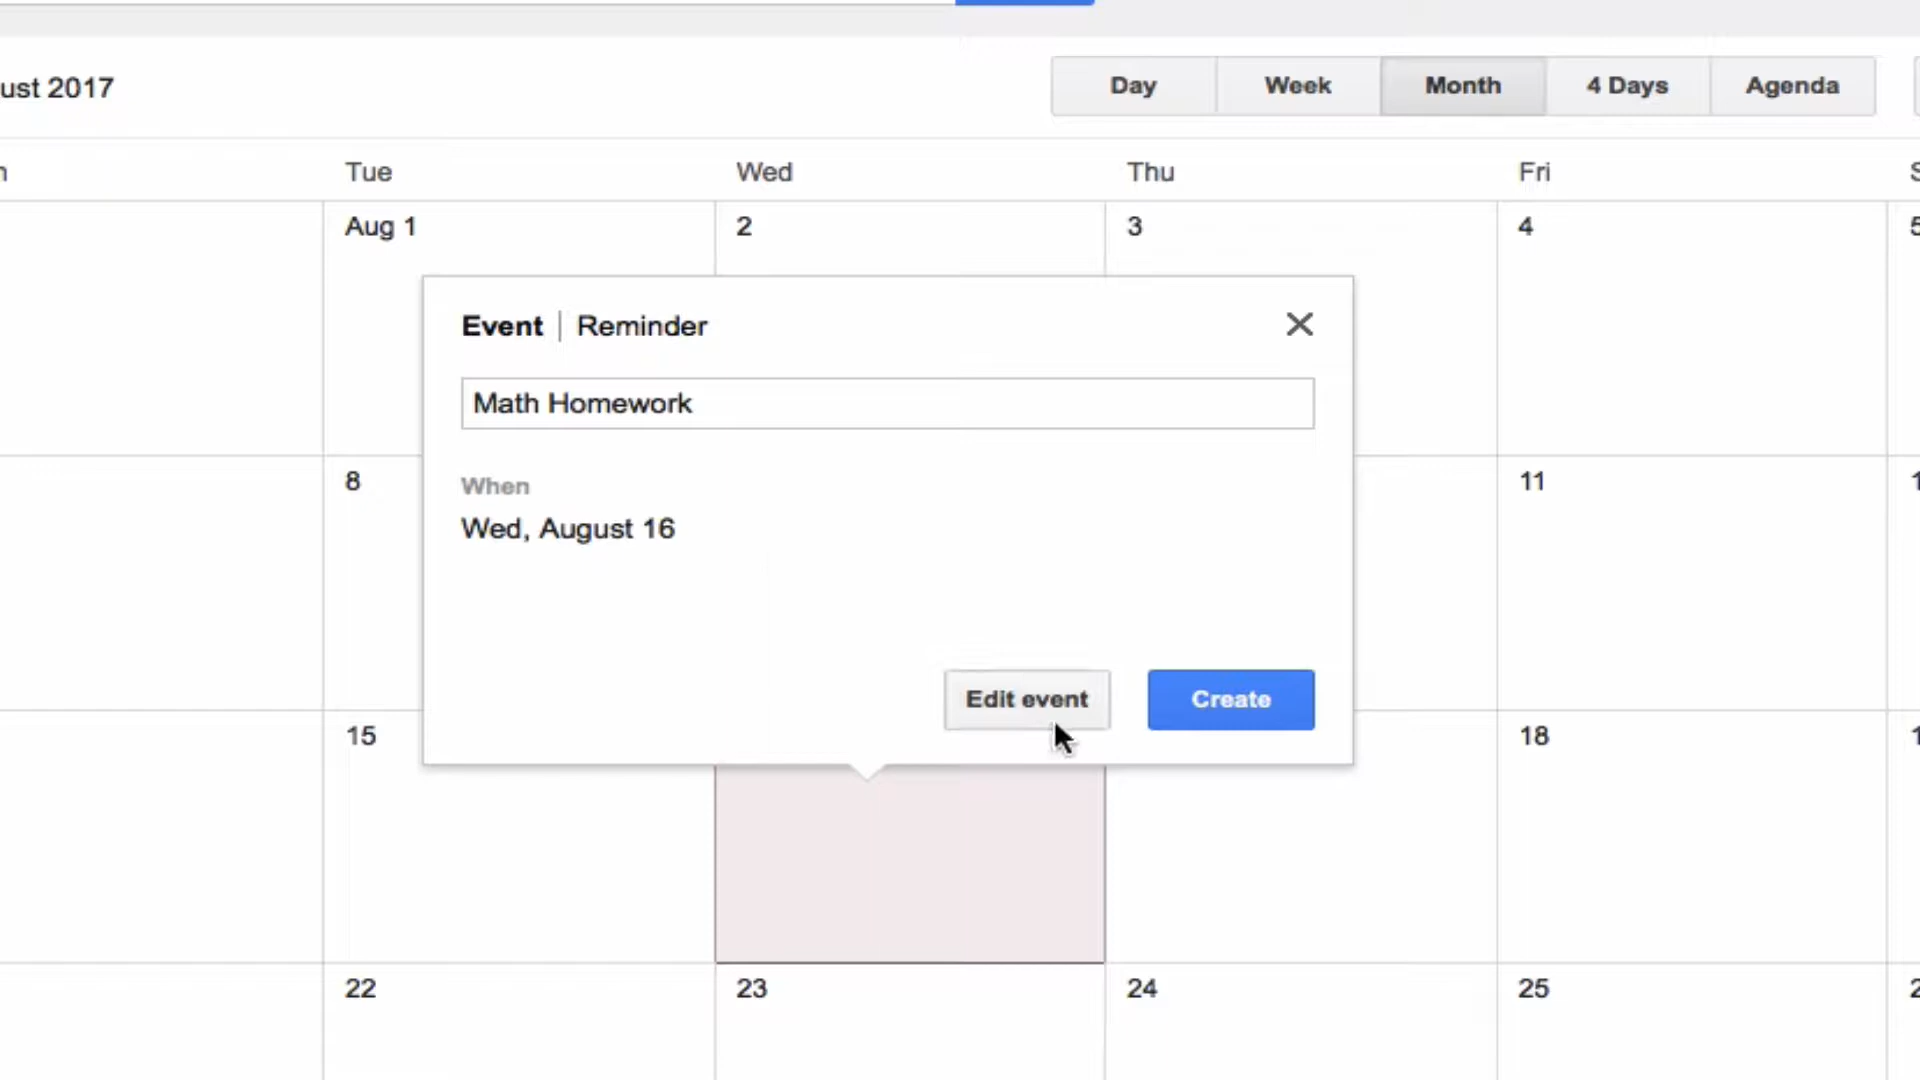 ust 2017
Day Week Month 4 Days Agenda
Tue Wed Thu Fri
Aug 1 2 3 4
Event | Reminder
Math Homework
8 11
When
Wed, August 16
Edit event Create
15 18
22 23 24 25